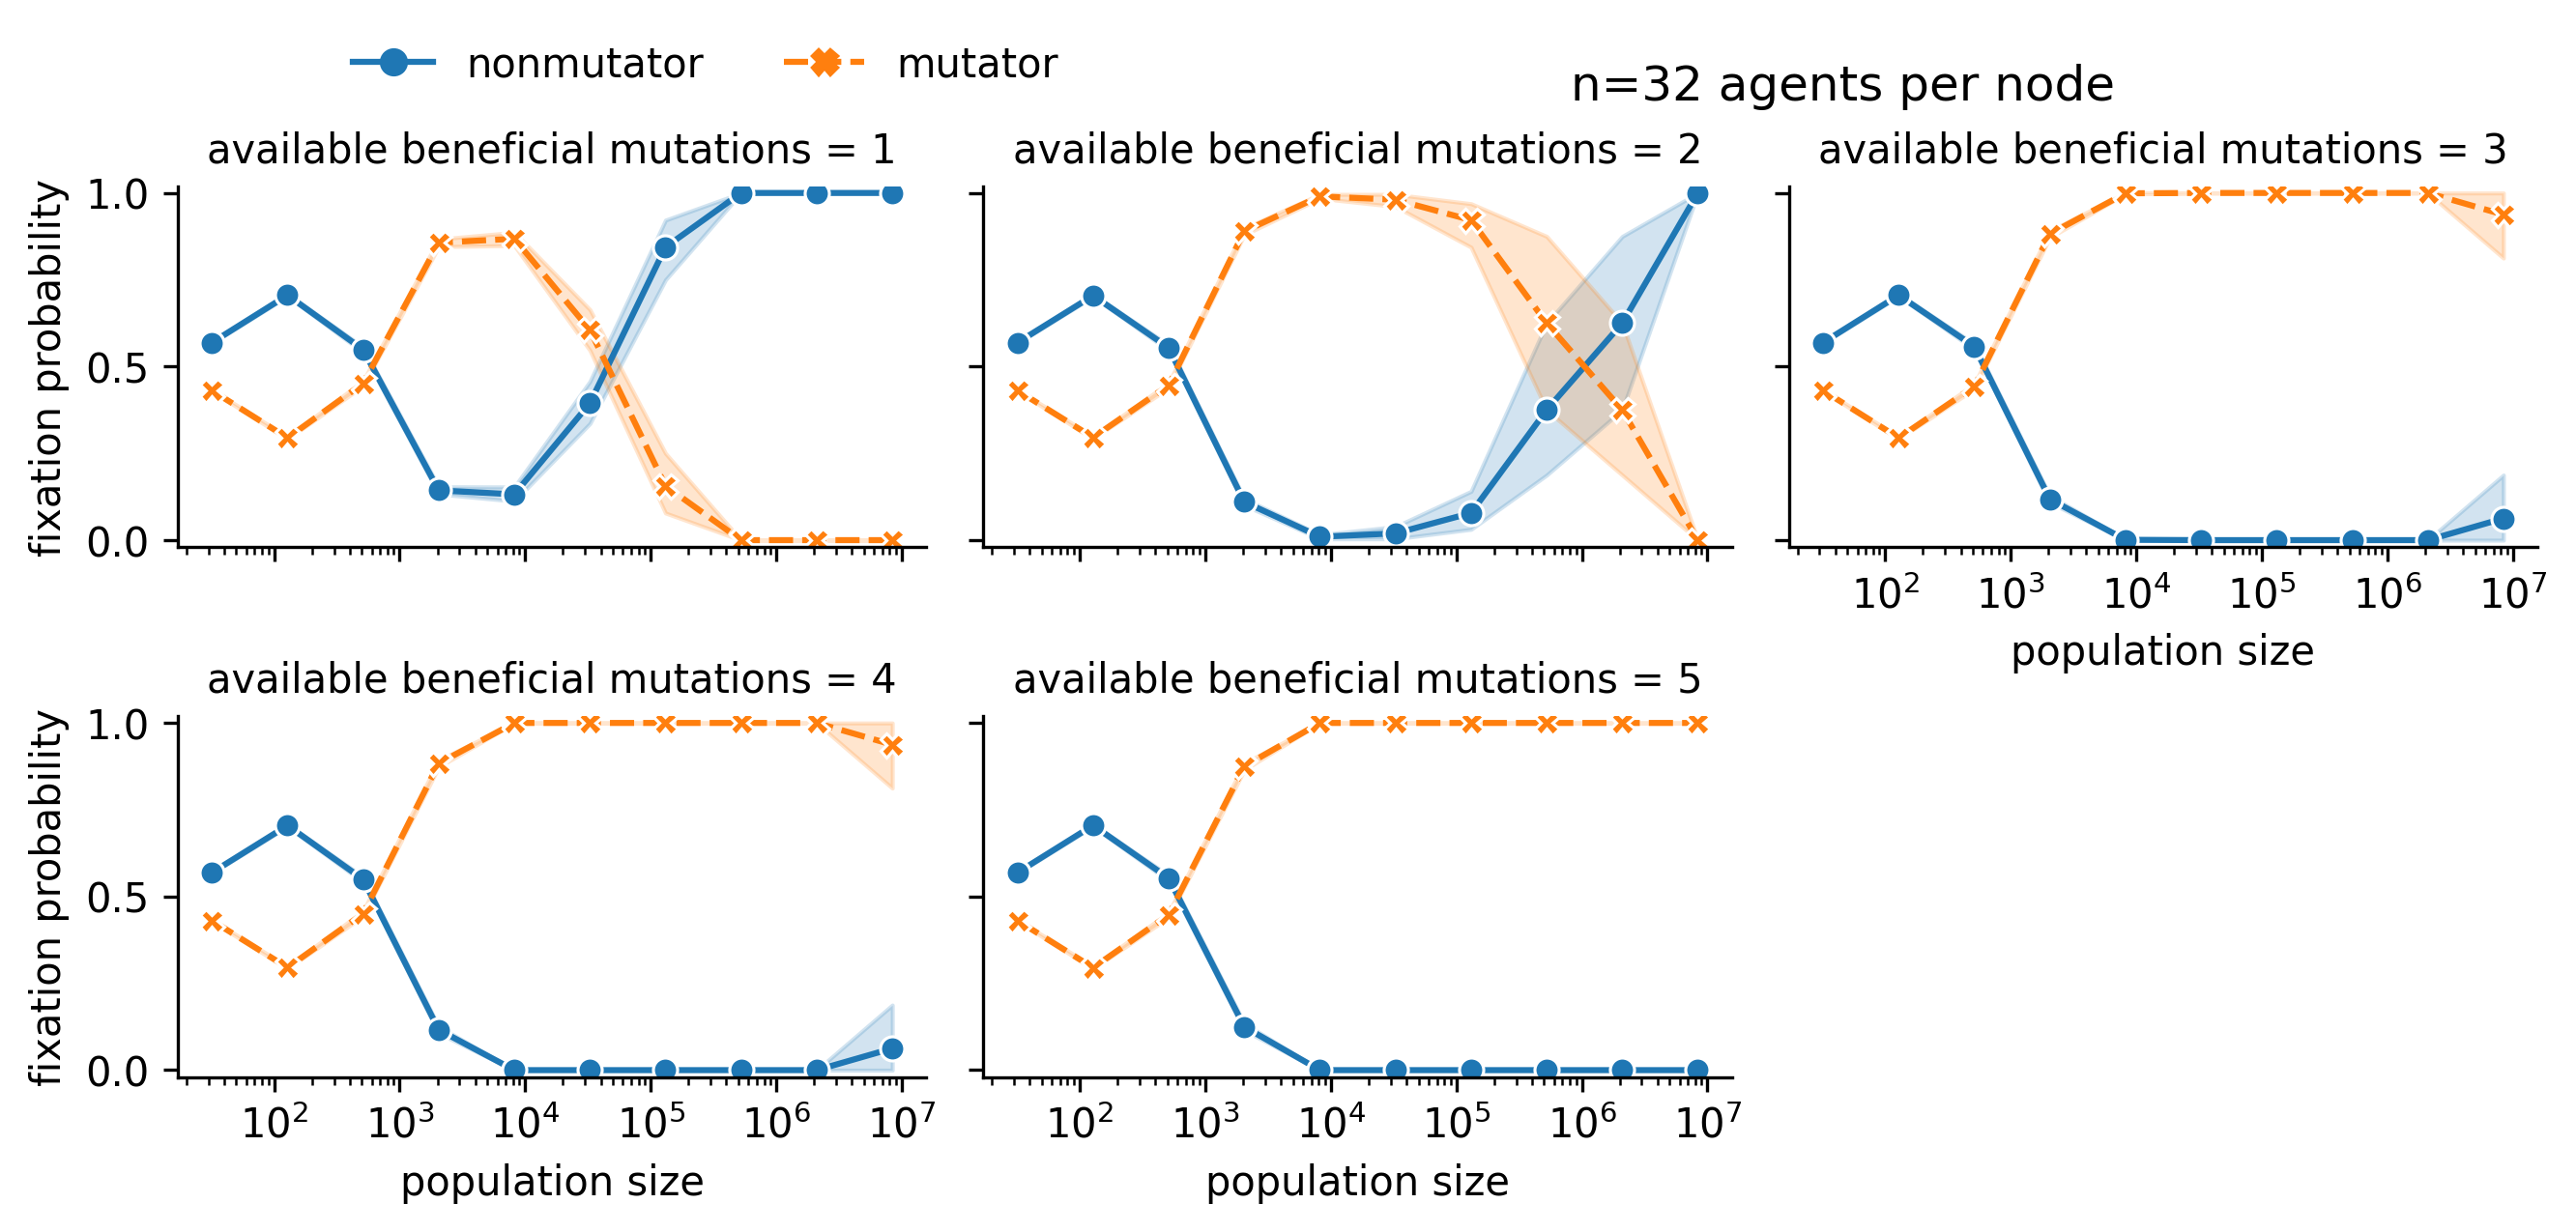 nonmutator mutator
n=32 agents per node
available beneficial mutations = 1
available beneficial mutations = 2
available beneficial mutations = 3
fixation probability
1.0
0.5
0.0
10² 10³ 10⁴ 10⁵ 10⁶ 10⁷
population size
available beneficial mutations = 4
available beneficial mutations = 5
fixation probability
1.0
0.5
0.0
10² 10³ 10⁴ 10⁵ 10⁶ 10⁷
population size
10² 10³ 10⁴ 10⁵ 10⁶ 10⁷
population size